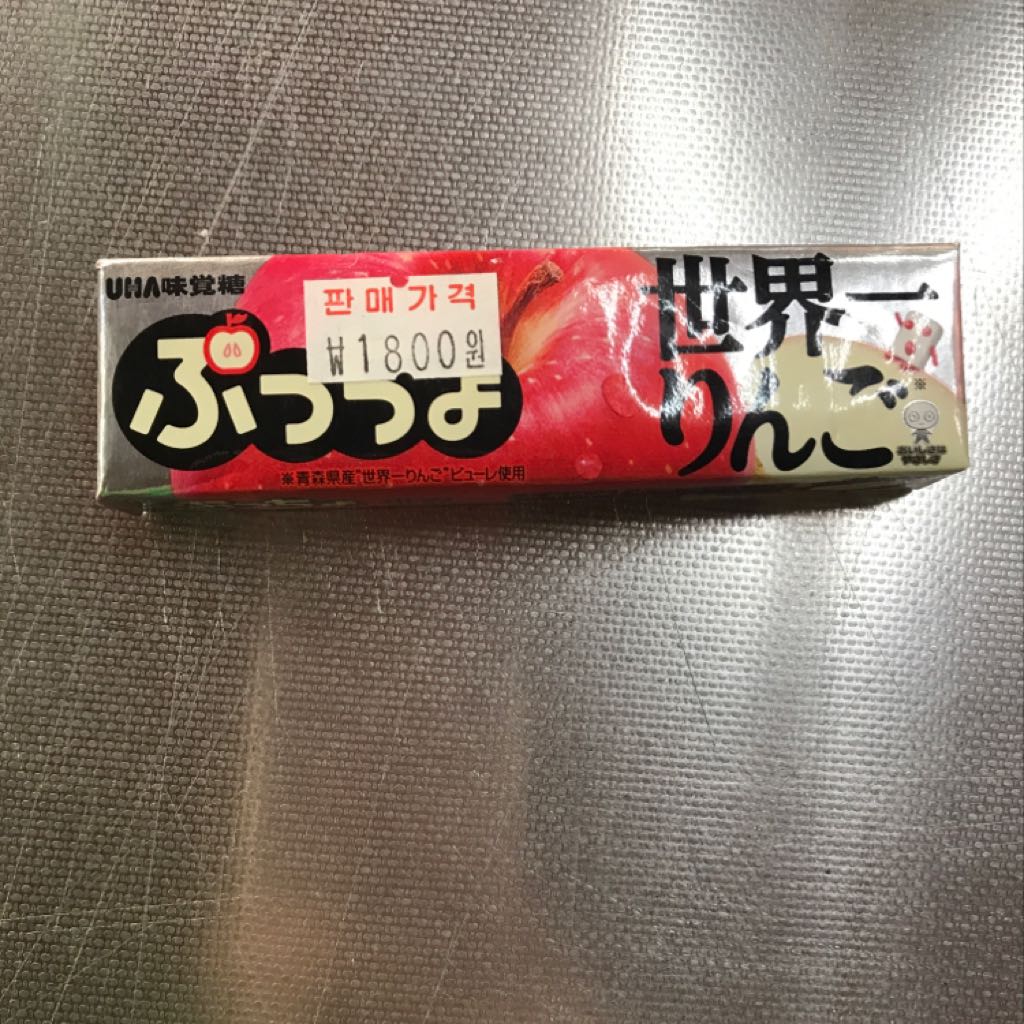 UHA味覚糖
ぷっちょ
판매가격
₩1800원
世界一
りんご
※
※青森県産"世界一りんご"ピューレ使用